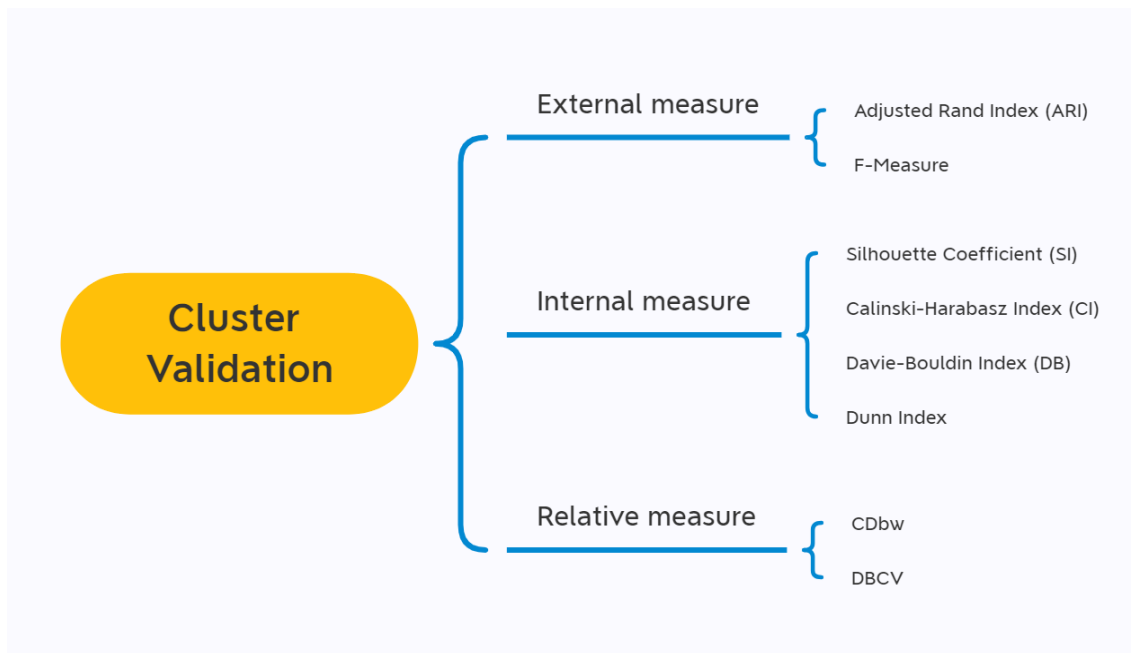 Cluster
Validation
External measure
Adjusted Rand Index (ARI)
F-Measure
Internal measure
Silhouette Coefficient (SI)
Calinski-Harabasz Index (CI)
Davie-Bouldin Index (DB)
Dunn Index
Relative measure
CDbw
DBCV